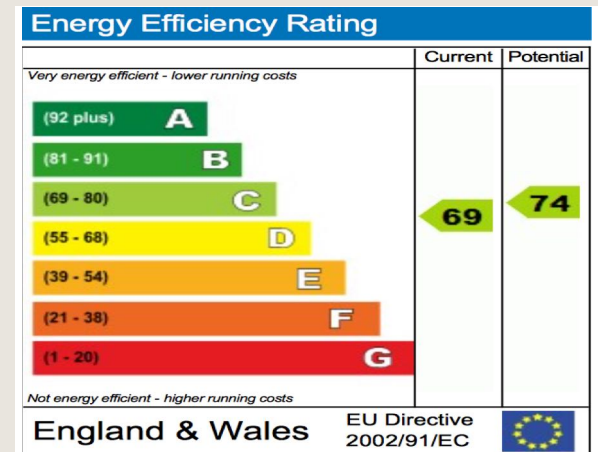 Energy Efficiency Rating
Current Potential
Very energy efficient - lower running costs
(92 plus) A
(81 - 91) B
(69 - 80) C
(55 - 68) D
(39 - 54) E
(21 - 38) F
(1 - 20) G
69
74
Not energy efficient - higher running costs
England & Wales
EU Directive
2002/91/EC